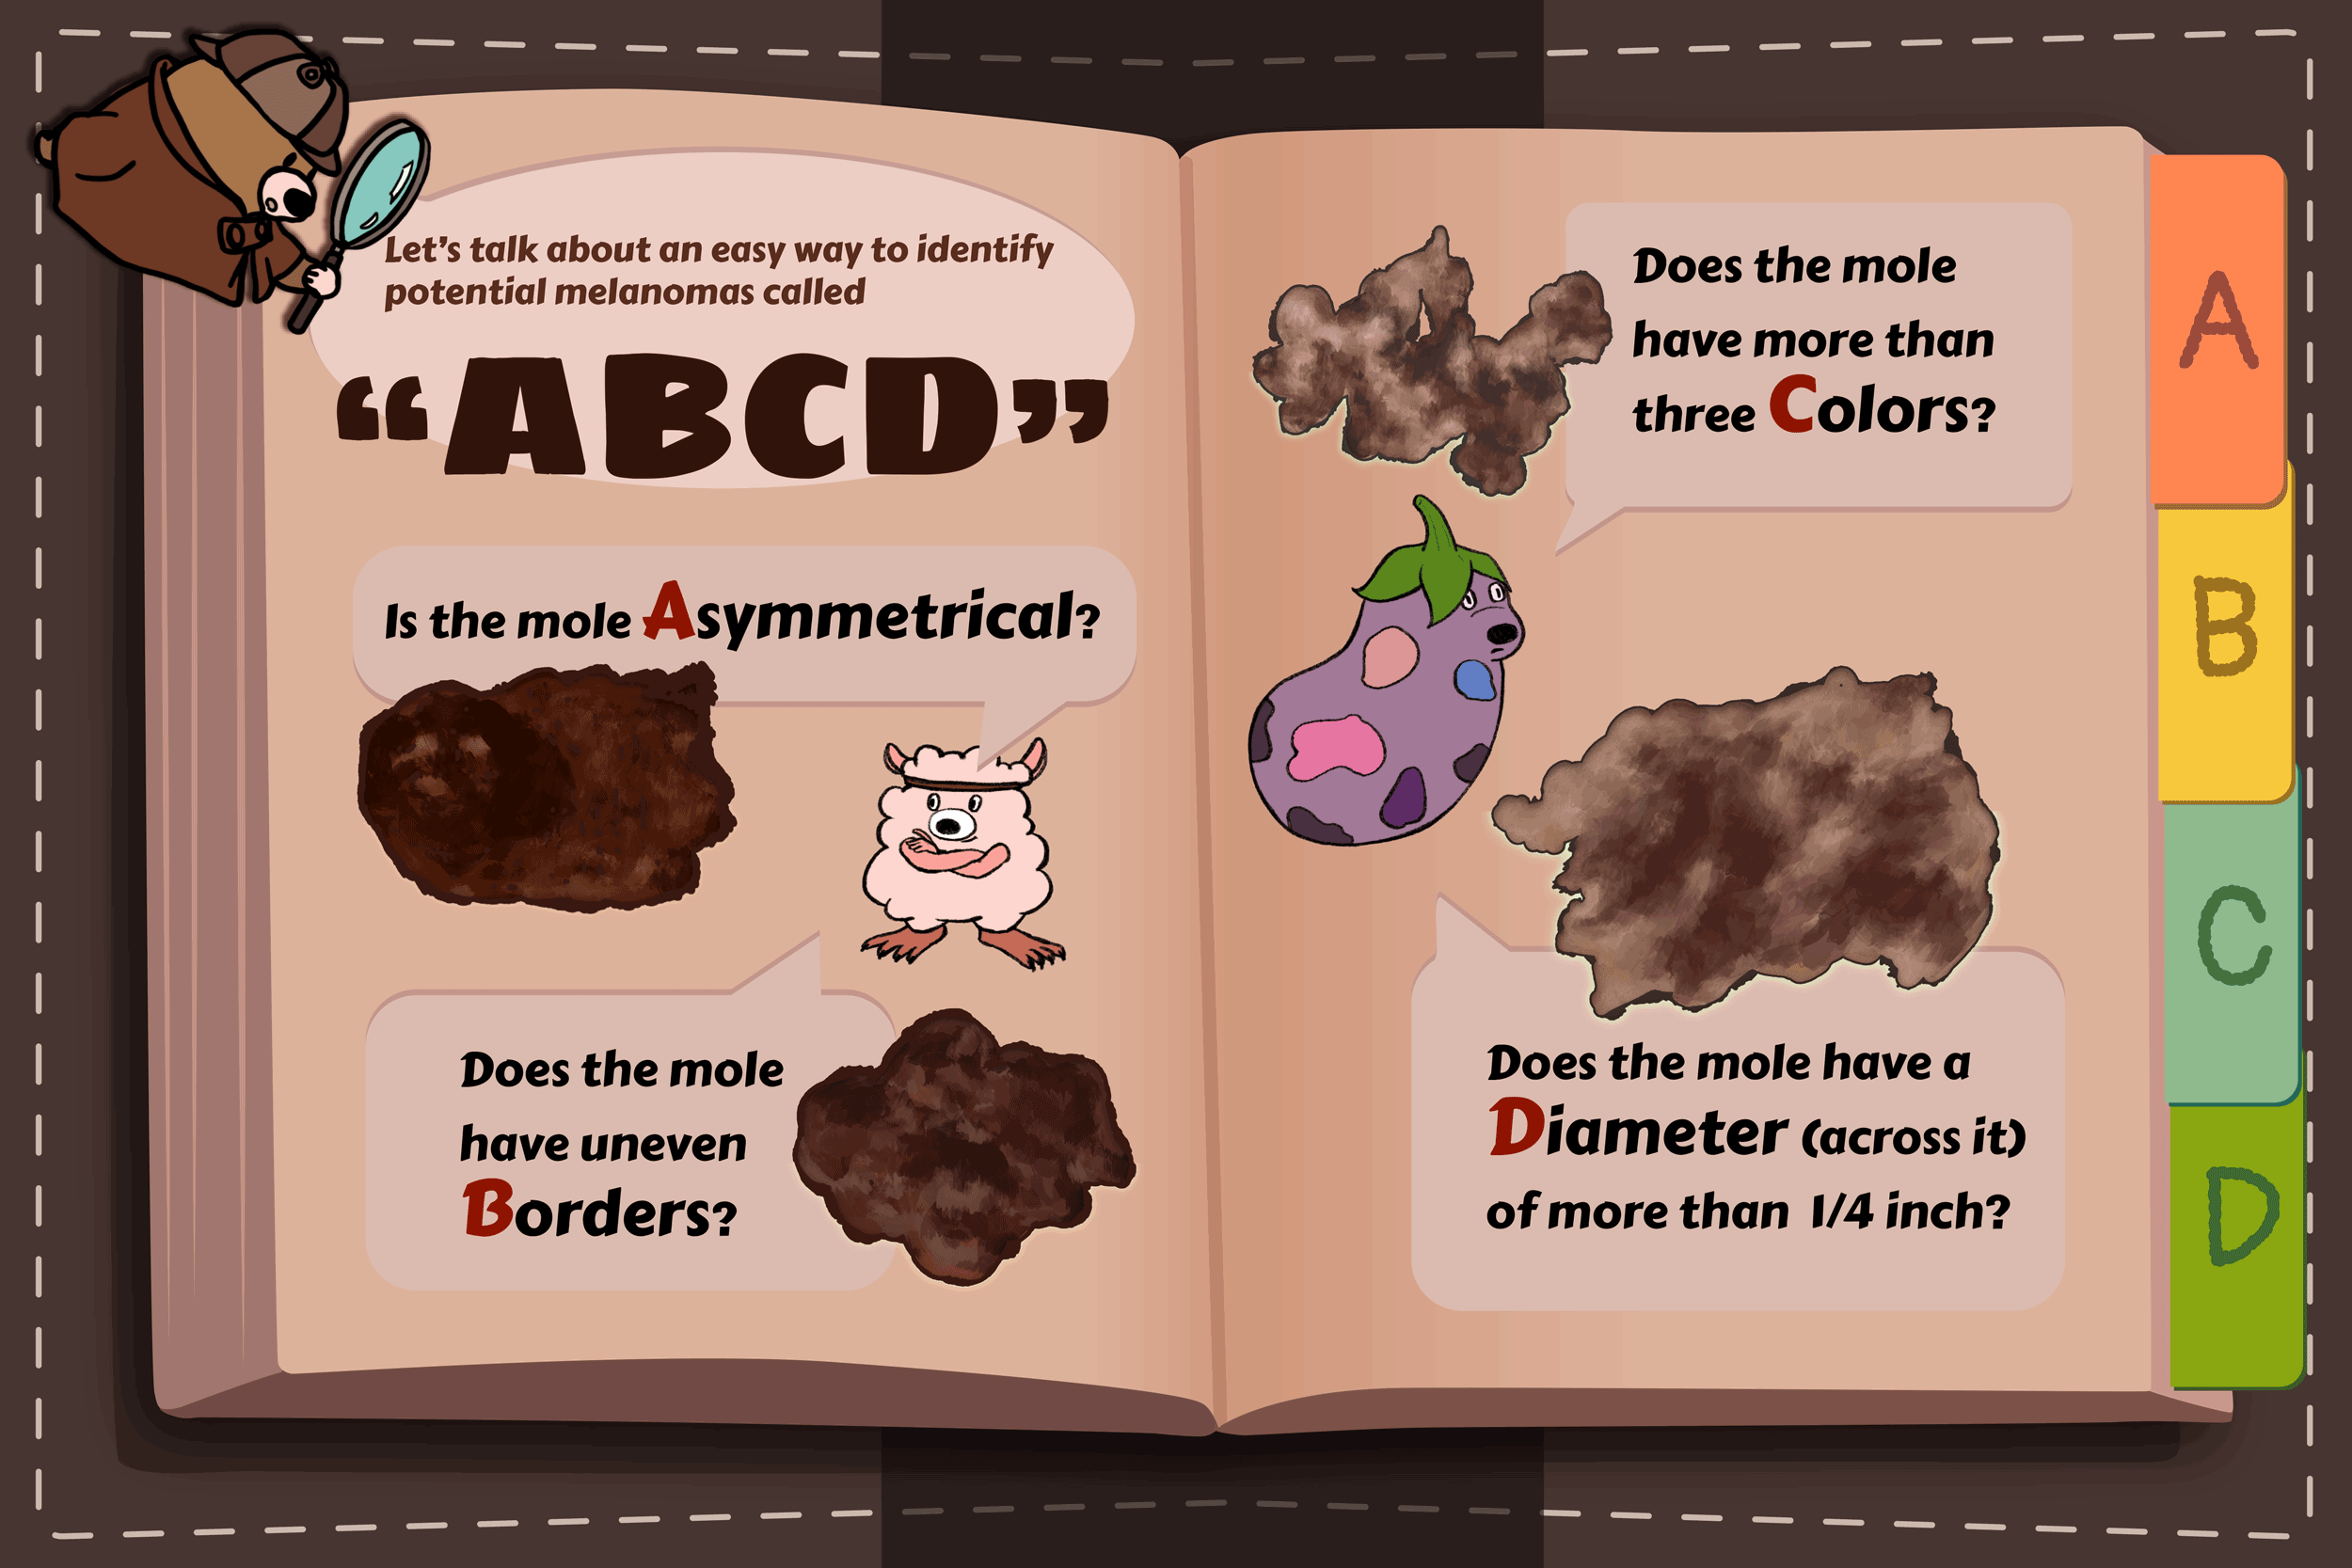 Let's talk about an easy way to identify
potential melanomas called
“ABCD”
Is the mole Asymmetrical?
Does the mole
have uneven
Borders?
Does the mole
have more than
three Colors?
Does the mole have a
Diameter (across it)
of more than 1/4 inch?
A
B
C
D